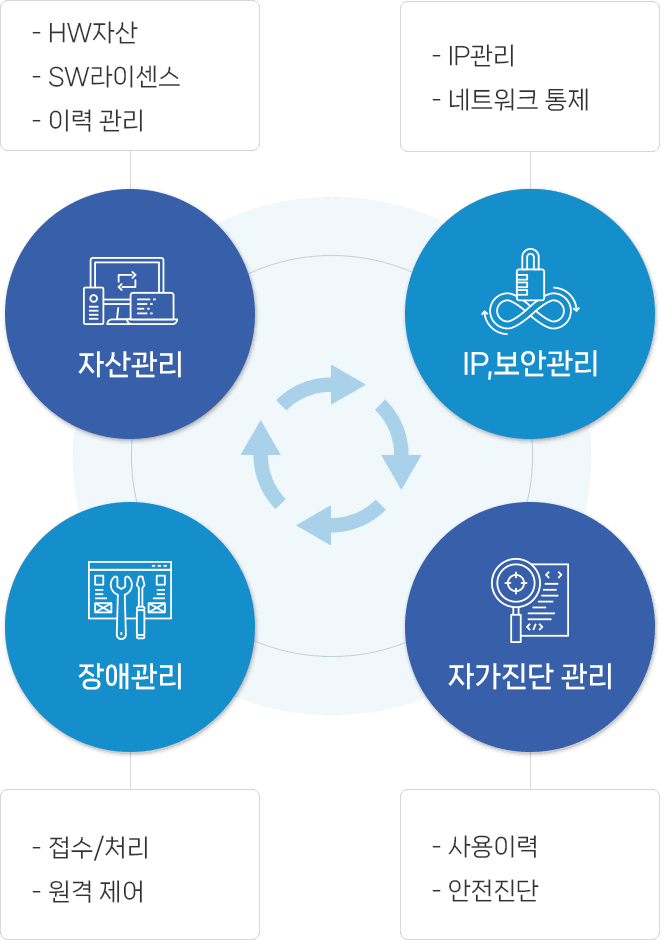 - HW자산
- SW라이센스
- 이력 관리
- IP관리
- 네트워크 통제
자산관리
IP,보안관리
장애관리
자가진단 관리
- 접수/처리
- 원격 제어
- 사용이력
- 안전진단